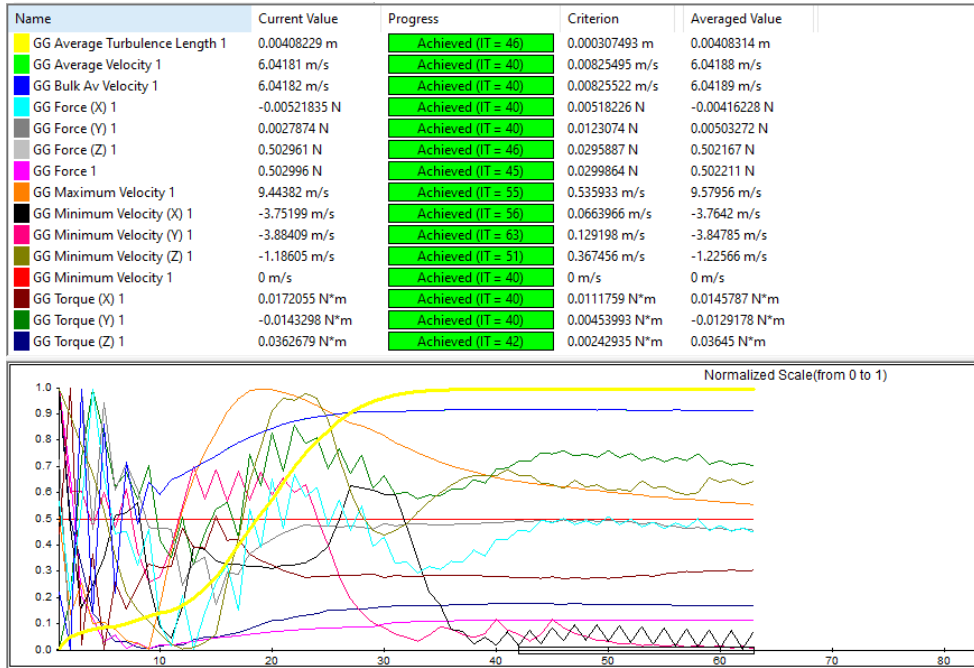 Name Current Value Progress Criterion Averaged Value
GG Average Turbulence Length 1 0.00408229 m Achieved (IT = 46) 0.000307493 m 0.00408314 m
GG Average Velocity 1 6.04181 m/s Achieved (IT = 40) 0.00825495 m/s 6.04188 m/s
GG Bulk Av Velocity 1 6.04182 m/s Achieved (IT = 40) 0.00825522 m/s 6.04189 m/s
GG Force (X) 1 -0.00521835 N Achieved (IT = 40) 0.00518226 N -0.00416228 N
GG Force (Y) 1 0.0027874 N Achieved (IT = 40) 0.0123074 N 0.00503272 N
GG Force (Z) 1 0.502961 N Achieved (IT = 46) 0.0295887 N 0.502167 N
GG Force 1 0.502996 N Achieved (IT = 45) 0.0299864 N 0.502211 N
GG Maximum Velocity 1 9.44382 m/s Achieved (IT = 55) 0.535933 m/s 9.57956 m/s
GG Minimum Velocity (X) 1 -3.75199 m/s Achieved (IT = 56) 0.0663966 m/s -3.7642 m/s
GG Minimum Velocity (Y) 1 -3.88409 m/s Achieved (IT = 63) 0.129198 m/s -3.84785 m/s
GG Minimum Velocity (Z) 1 -1.18605 m/s Achieved (IT = 51) 0.367456 m/s -1.22566 m/s
GG Minimum Velocity 1 0 m/s Achieved (IT = 40) 0 m/s 0 m/s
GG Torque (X) 1 0.0172055 N*m Achieved (IT = 40) 0.0111759 N*m 0.0145787 N*m
GG Torque (Y) 1 -0.0143298 N*m Achieved (IT = 40) 0.00453993 N*m -0.0129178 N*m
GG Torque (Z) 1 0.0362679 N*m Achieved (IT = 42) 0.00242935 N*m 0.03645 N*m
Normalized Scale(from 0 to 1)
1.0
0.9
0.8
0.7
0.6
0.5
0.4
0.3
0.2
0.1
0.0
10 20 30 40 50 60 70 80